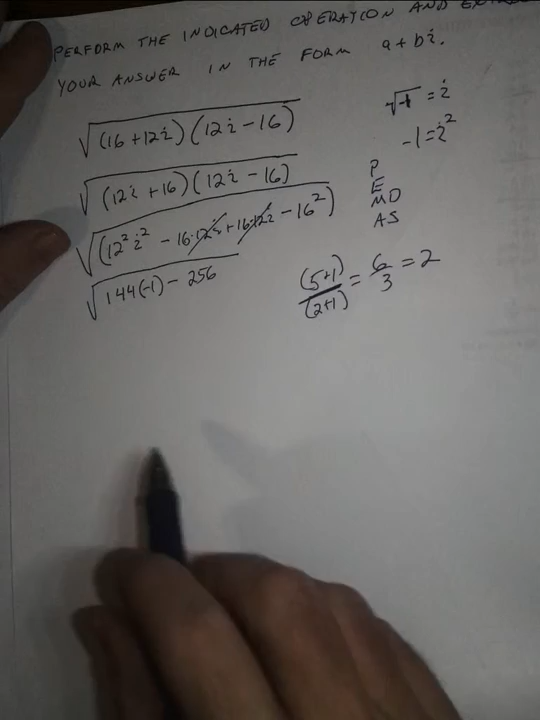 PERFORM THE INDICATED OPERATION AND
YOUR ANSWER IN THE FORM a + bi.
√((16 + 12i)(12i - 16))
√-1 = i
-1 = i²
√((12i + 16)(12i - 16))
P
E
MD
AS
√((12² i² - 16·12i + 16·12i - 16²))
√(144(-1) - 256)
(5+1)/(2+1) = 6/3 = 2